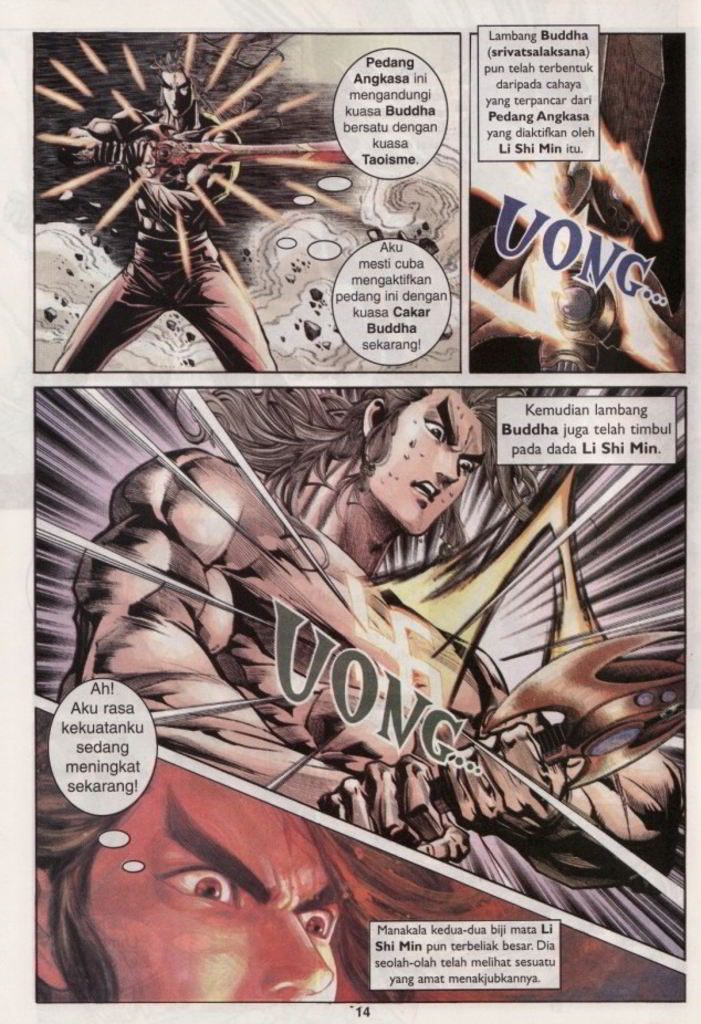 Pedang
Angkasa ini
mengandungi
kuasa Buddha
bersatu dengan
kuasa
Taoisme.
Aku
mesti cuba
mengaktifkan
pedang ini dengan
kuasa Cakar
Buddha
sekarang!
Lambang Buddha
(srivatsalaksana)
pun telah terbentuk
daripada cahaya
yang terpancar dari
Pedang Angkasa
yang diaktifkan oleh
Li Shi Min itu.
UONG...
Kemudian lambang
Buddha juga telah timbul
pada dada Li Shi Min.
UONG...
Ah!
Aku rasa
kekuatanku
sedang
meningkat
sekarang!
Manakala kedua-dua biji mata Li
Shi Min pun terbeliak besar. Dia
seolah-olah telah melihat sesuatu
yang amat menakjubkannya.
14